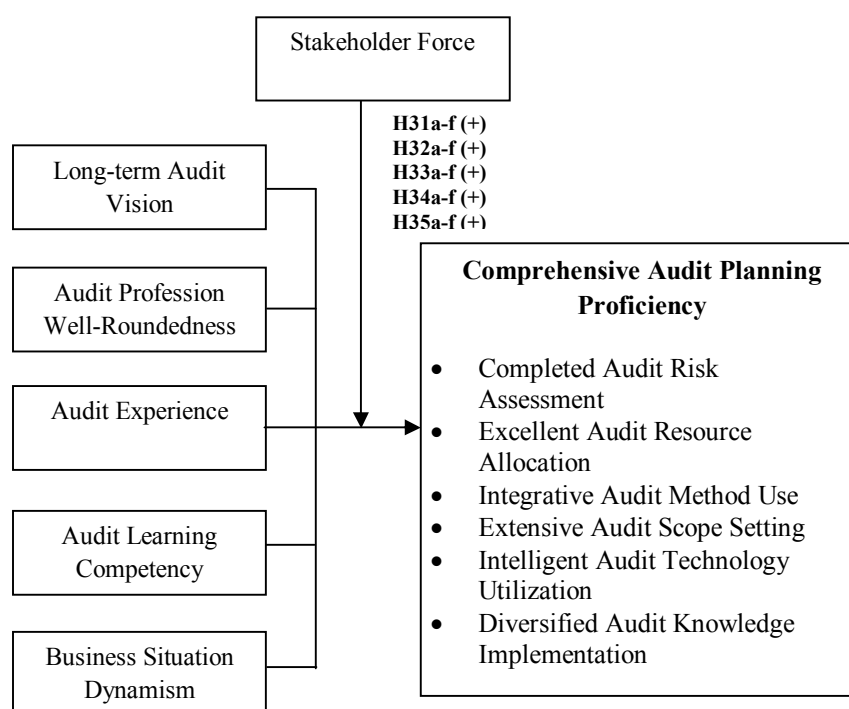 Stakeholder Force
H31a-f (+)
H32a-f (+)
H33a-f (+)
H34a-f (+)
H35a-f (+)
Long-term Audit
Vision
Audit Profession
Well-Roundedness
Audit Experience
Audit Learning
Competency
Business Situation
Dynamism
Comprehensive Audit Planning
Proficiency
• Completed Audit Risk
Assessment
• Excellent Audit Resource
Allocation
• Integrative Audit Method Use
• Extensive Audit Scope Setting
• Intelligent Audit Technology
Utilization
• Diversified Audit Knowledge
Implementation